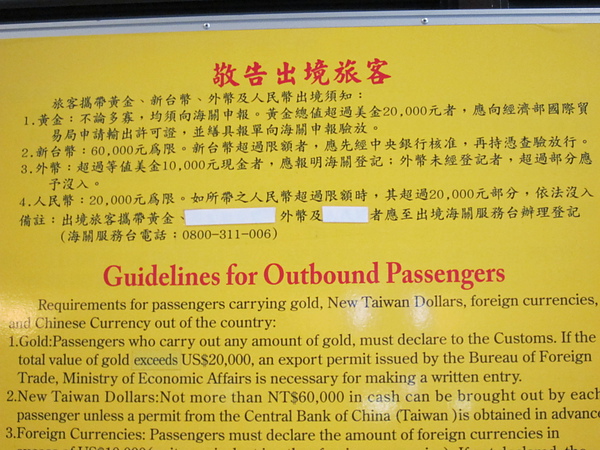 敬告出境旅客
旅客攜帶黃金、新台幣、外幣及人民幣出境須知：
1.黃金：不論多寡，均須向海關申報。黃金總值超過美金20,000元者，應向經濟部國際貿
易局申請輸出許可證，並繕具報單向海關申報驗放。
2.新台幣：60,000元爲限。新台幣超過限額者，應先經中央銀行核准，再持憑查驗放行。
3.外幣：超過等值美金10,000元現金者，應報明海關登記；外幣未經登記者，超過部分應
予沒入。
4.人民幣：20,000元爲限。如所帶之人民幣超過限額時，其超過20,000元部分，依法沒入
備註：出境旅客攜帶黃金、 外幣及 者應至出境海關服務台辦理登記
(海關服務台電話：0800-311-006)
Guidelines for Outbound Passengers
Requirements for passengers carrying gold, New Taiwan Dollars, foreign currencies,
and Chinese Currency out of the country:
1.Gold:Passengers who carry out any amount of gold, must declare to the Customs. If the
total value of gold exceeds US$20,000, an export permit issued by the Bureau of Foreign
Trade, Ministry of Economic Affairs is necessary for making a written entry.
2.New Taiwan Dollars:Not more than NT$60,000 in cash can be brought out by each
passenger unless a permit from the Central Bank of China (Taiwan)is obtained in advance
3.Foreign Currencies: Passengers must declare the amount of foreign currencies in